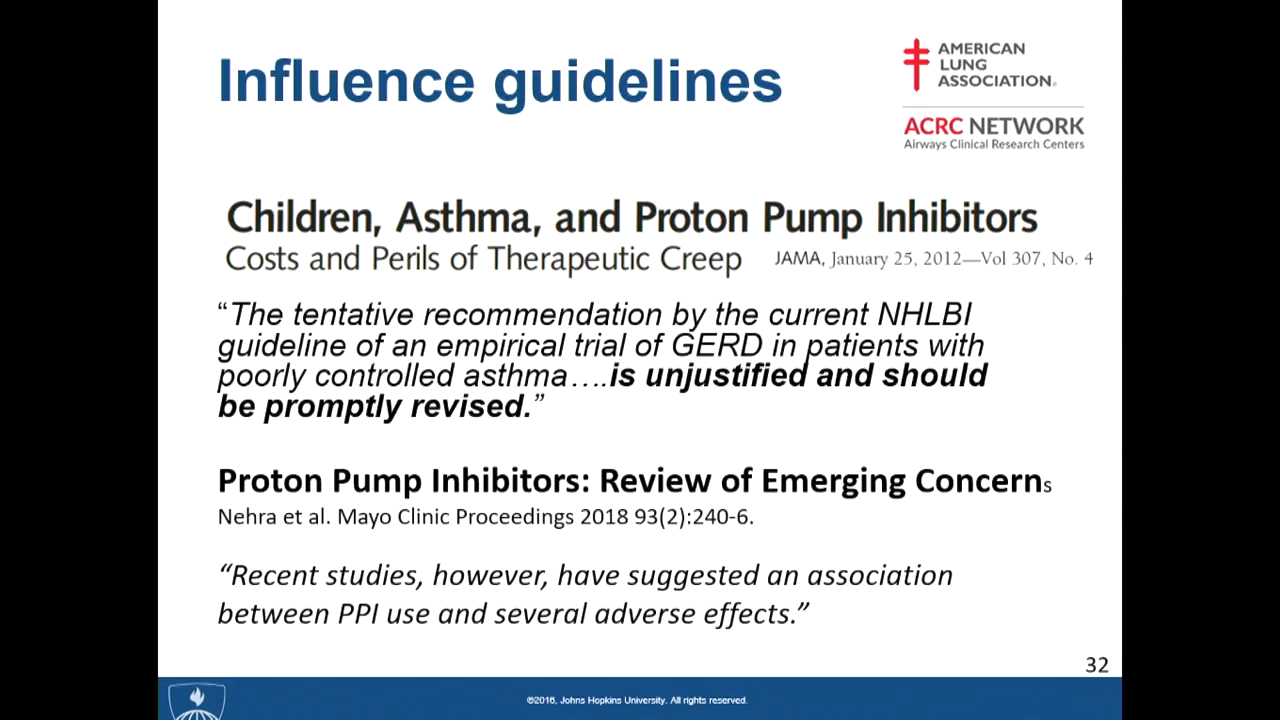 Influence guidelines
AMERICAN
LUNG
ASSOCIATION®
ACRC NETWORK
Airways Clinical Research Centers
Children, Asthma, and Proton Pump Inhibitors
Costs and Perils of Therapeutic Creep JAMA, January 25, 2012—Vol 307, No. 4
“The tentative recommendation by the current NHLBI
guideline of an empirical trial of GERD in patients with
poorly controlled asthma….is unjustified and should
be promptly revised.”
Proton Pump Inhibitors: Review of Emerging Concerns
Nehra et al. Mayo Clinic Proceedings 2018 93(2):240-6.
“Recent studies, however, have suggested an association
between PPI use and several adverse effects.”
32
©2016, Johns Hopkins University. All rights reserved.